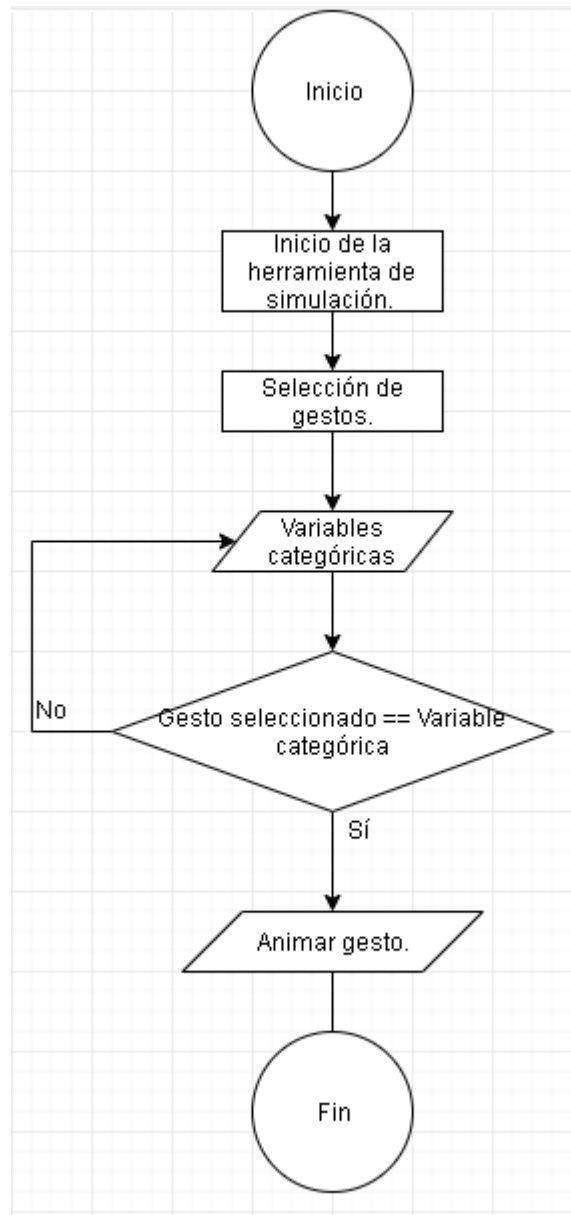 Inicio
Inicio de la
herramienta de
simulación.
Selección de
gestos.
Variables
categóricas
No
Gesto seleccionado == Variable
categórica
Sí
Animar gesto.
Fin